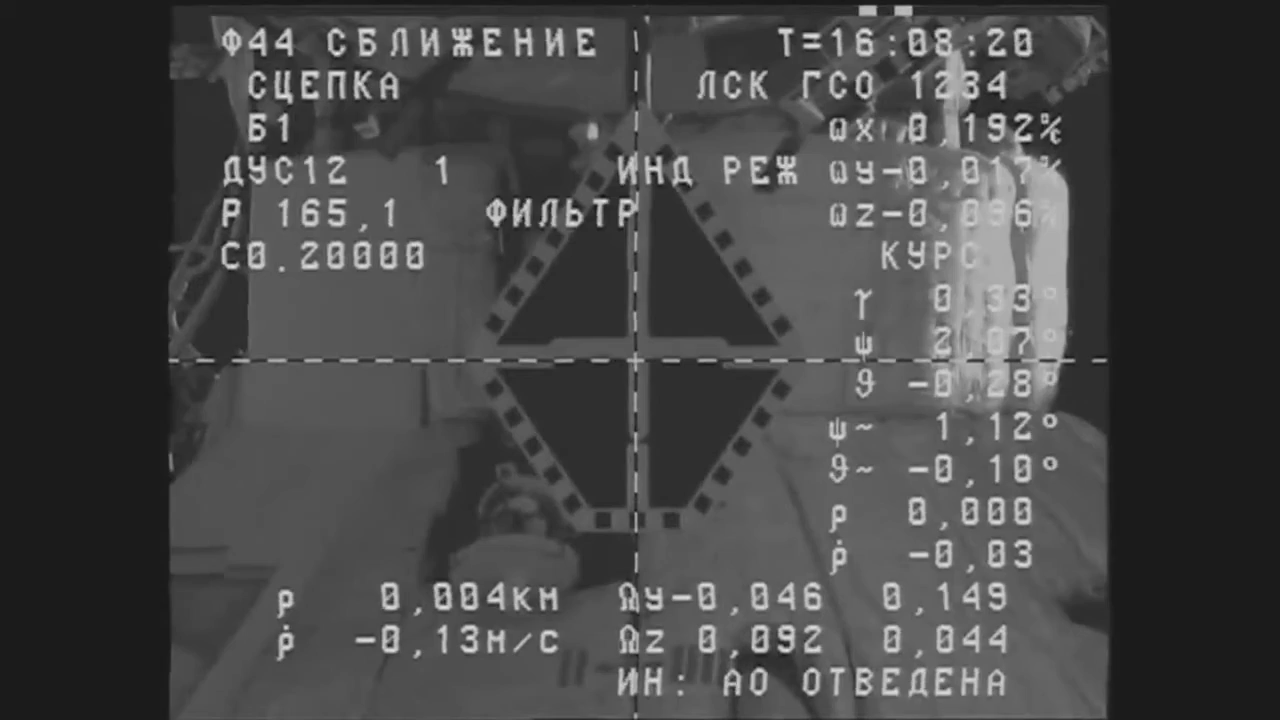 Ф44 СБЛИЖЕНИЕ T=16:08:20
СЦЕПКА ЛСК ГСО 1234
Б1 ωx 0,192%
ДУС12 1 ИНД РЕЖ ωy-0,017%
P 165,1 ФИЛЬТР ωz-0,096%
C0.20000 КУРС
γ 0,33°
ψ 2,07°
ϑ -0,28°
ψ~ 1,12°
ϑ~ -0,10°
ρ 0,000
ρ̇ -0,03
ρ 0,004км Ωy-0,046 0,149
ρ̇ -0,13м/с Ωz 0,092 0,044
ИН: АО ОТВЕДЕНА